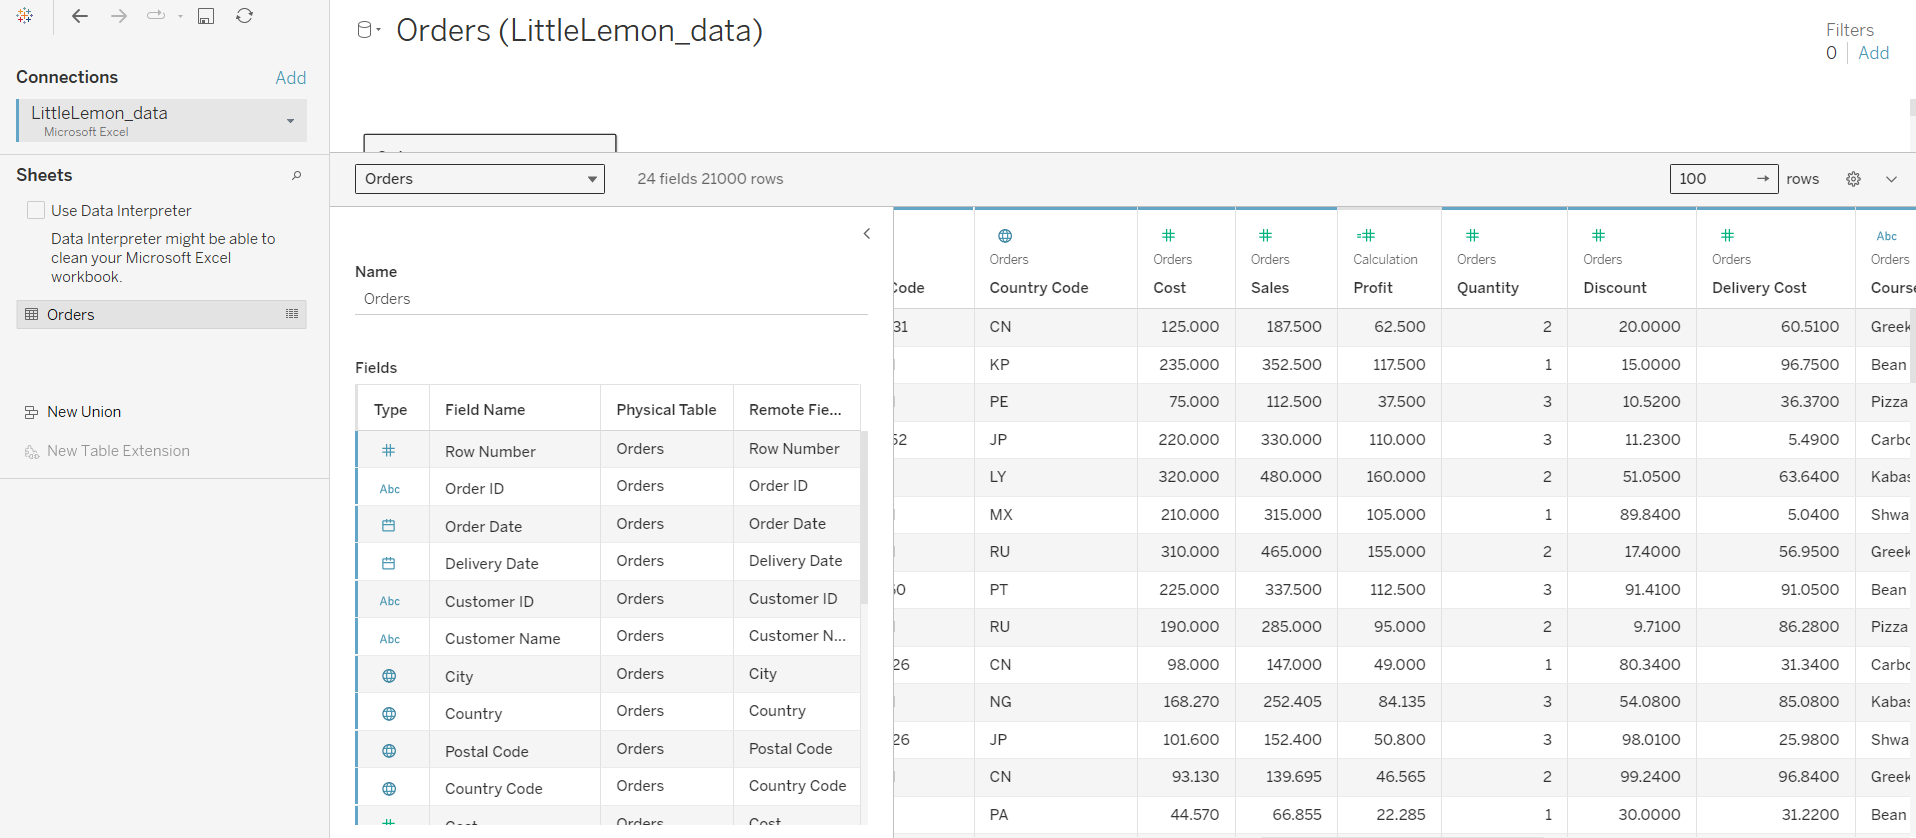 Orders (LittleLemon_data)
Filters
0 Add
Connections Add
LittleLemon_data
Microsoft Excel
Sheets
Use Data Interpreter
Data Interpreter might be able to
clean your Microsoft Excel
workbook.
Orders
New Union
New Table Extension
Orders 24 fields 21000 rows 100 rows
Name
Orders
Fields
Type Field Name Physical Table Remote Fie...
Row Number Orders Row Number
Abc Order ID Orders Order ID
Order Date Orders Order Date
Delivery Date Orders Delivery Date
Abc Customer ID Orders Customer ID
Abc Customer Name Orders Customer N...
City Orders City
Country Orders Country
Postal Code Orders Postal Code
Country Code Orders Country Code
Cost Orders Cost
Abc
Orders Orders Orders Calculation Orders Orders Orders Orders
Code Country Code Cost Sales Profit Quantity Discount Delivery Cost Course
31 CN 125.000 187.500 62.500 2 20.0000 60.5100 Greek
KP 235.000 352.500 117.500 1 15.0000 96.7500 Bean
PE 75.000 112.500 37.500 3 10.5200 36.3700 Pizza
52 JP 220.000 330.000 110.000 3 11.2300 5.4900 Carbo
LY 320.000 480.000 160.000 2 51.0500 63.6400 Kabas
MX 210.000 315.000 105.000 1 89.8400 5.0400 Shwa
RU 310.000 465.000 155.000 2 17.4000 56.9500 Greek
PT 225.000 337.500 112.500 3 91.4100 91.0500 Bean
RU 190.000 285.000 95.000 2 9.7100 86.2800 Pizza
26 CN 98.000 147.000 49.000 1 80.3400 31.3400 Carbo
NG 168.270 252.405 84.135 3 54.0800 85.0800 Kabas
26 JP 101.600 152.400 50.800 3 98.0100 25.9800 Shwa
CN 93.130 139.695 46.565 2 99.2400 96.8400 Greek
PA 44.570 66.855 22.285 1 30.0000 31.2200 Bean